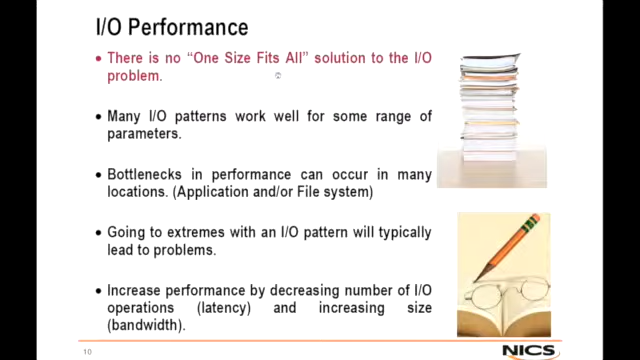 I/O Performance
• There is no “One Size Fits All” solution to the I/O
problem.
• Many I/O patterns work well for some range of
parameters.
• Bottlenecks in performance can occur in many
locations. (Application and/or File system)
• Going to extremes with an I/O pattern will typically
lead to problems.
• Increase performance by decreasing number of I/O
operations (latency) and increasing size
(bandwidth).
10
NICS